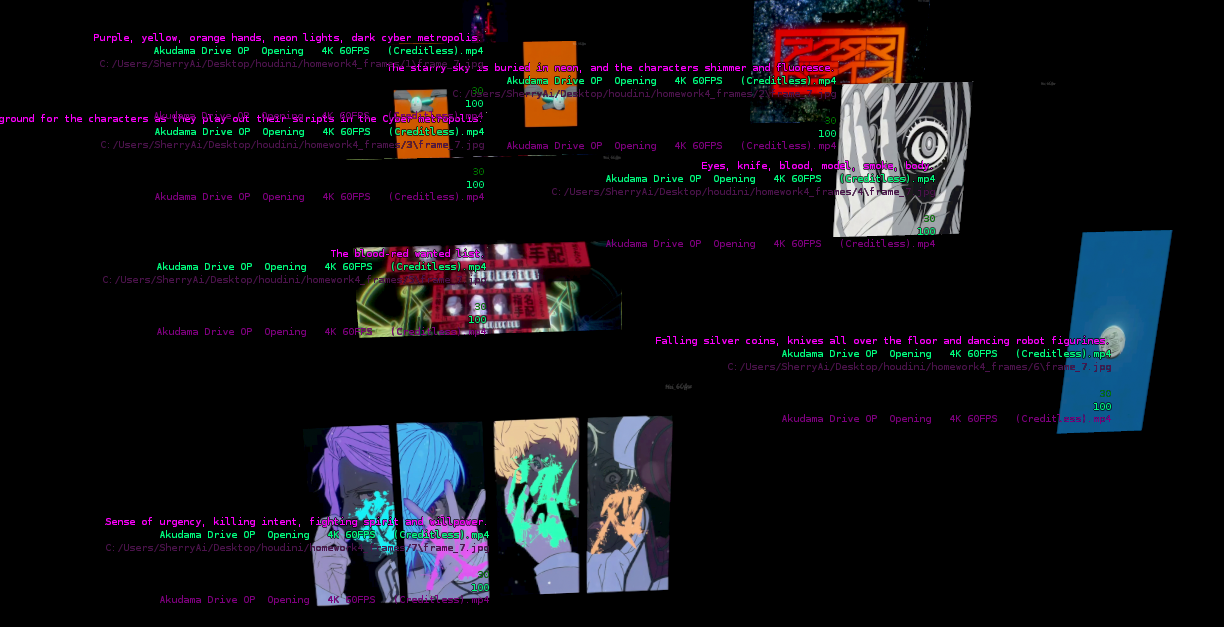 Purple, yellow, orange hands, neon lights, dark cyber metropolis.
Akudama Drive OP Opening 4K 60FPS (Creditless).mp4
C:/Users/SherryAi/Desktop/houdini/homework4_frames/1\frame_7.jpg
30
100
Akudama Drive OP Opening 4K 60FPS (Creditless).mp4
The starry sky is buried in neon, and the characters shimmer and fluoresce
Akudama Drive OP Opening 4K 60FPS (Creditless).mp4
C:/Users/SherryAi/Desktop/houdini/homework4_frames/2\frame_7.jpg
30
100
Akudama Drive OP Opening 4K 60FPS (Creditless).mp4
ground for the characters as they play out their scripts in the cyber metropolis.
Akudama Drive OP Opening 4K 60FPS (Creditless).mp4
C:/Users/SherryAi/Desktop/houdini/homework4_frames/3\frame_7.jpg
30
100
Akudama Drive OP Opening 4K 60FPS (Creditless).mp4
Eyes, knife, blood, model, smoke, body.
Akudama Drive OP Opening 4K 60FPS (Creditless).mp4
C:/Users/SherryAi/Desktop/houdini/homework4_frames/4\frame_7.jpg
30
100
Akudama Drive OP Opening 4K 60FPS (Creditless).mp4
The blood-red wanted list.
手配
Akudama Drive OP Opening 4K 60FPS (Creditless).mp4
C:/Users/SherryAi/Desktop/houdini/homework4_frames/
30
100
Akudama Drive OP Opening 4K 60FPS (Creditless).mp4
Falling silver coins, knives all over the floor and dancing robot figurines.
Akudama Drive OP Opening 4K 60FPS (Creditless).mp4
C:/Users/SherryAi/Desktop/houdini/homework4_frames/6\frame_7.jpg
30
100
Akudama Drive OP Opening 4K 60FPS (Creditless).mp4
Sense of urgency, killing intent, fighting spirit and willpower.
Akudama Drive OP Opening 4K 60FPS (Creditless).mp4
C:/Users/SherryAi/Desktop/houdini/homework4_frames/7\frame_7.jpg
30
100
Akudama Drive OP Opening 4K 60FPS (Creditless).mp4